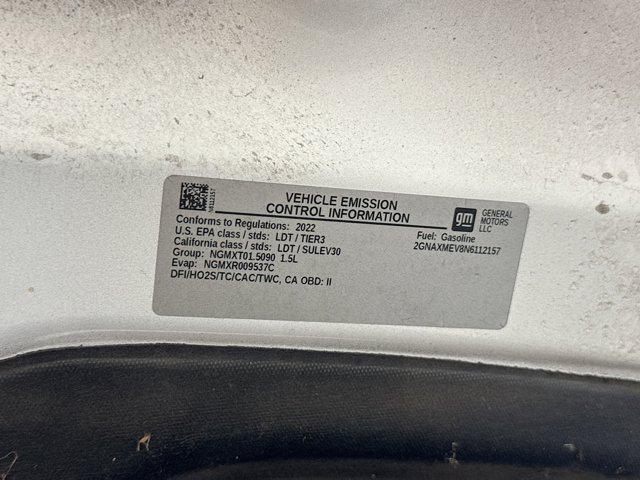 N6112157
VEHICLE EMISSION
CONTROL INFORMATION
gm
GENERAL
MOTORS
LLC
Conforms to Regulations: 2022
U.S. EPA class / stds: LDT / TIER3
California class / stds: LDT / SULEV30
Group: NGMXT01.5090 1.5L
Evap: NGMXR009537C
DFI/HO2S/TC/CAC/TWC, CA OBD: II
Fuel: Gasoline
2GNAXMEV8N6112157